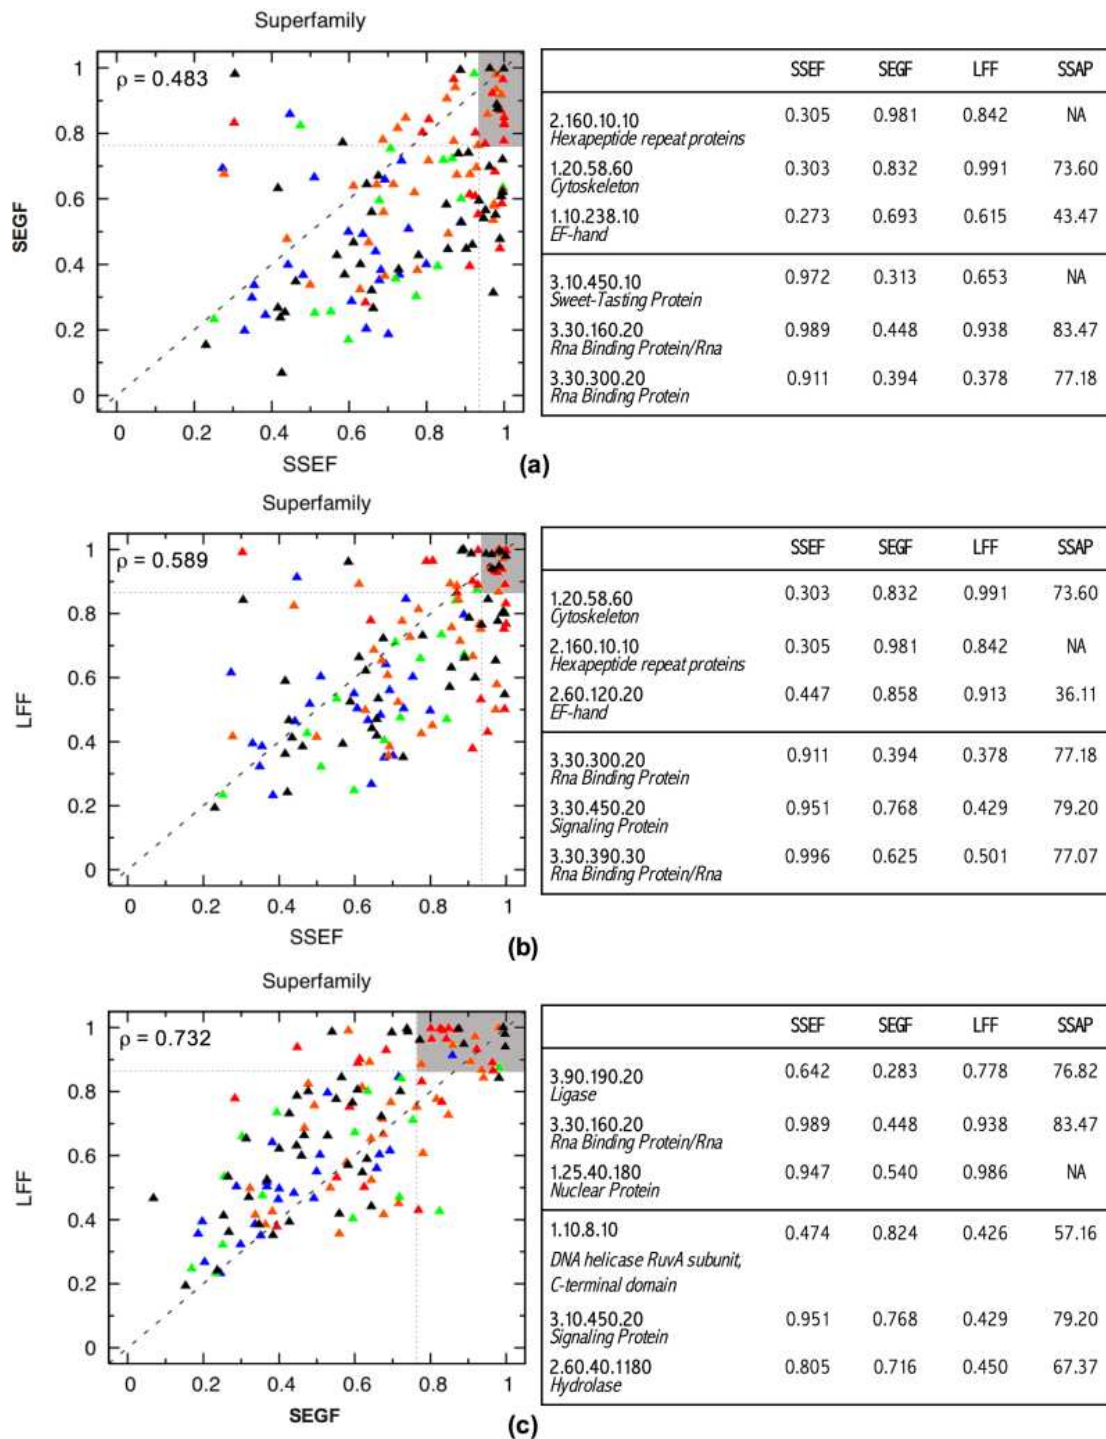 Superfamily
ρ = 0.483
1
0.8
0.6
0.4
0.2
0
SEGF
0 0.2 0.4 0.6 0.8 1
SSEF
SSEF SEGF LFF SSAP
2.160.10.10 0.305 0.981 0.842 NA
Hexapeptide repeat proteins
1.20.58.60 0.303 0.832 0.991 73.60
Cytoskeleton
1.10.238.10 0.273 0.693 0.615 43.47
EF-hand
3.10.450.10 0.972 0.313 0.653 NA
Sweet-Tasting Protein
3.30.160.20 0.989 0.448 0.938 83.47
Rna Binding Protein/Rna
3.30.300.20 0.911 0.394 0.378 77.18
Rna Binding Protein
(a)
Superfamily
ρ = 0.589
1
0.8
0.6
0.4
0.2
0
LFF
0 0.2 0.4 0.6 0.8 1
SSEF
SSEF SEGF LFF SSAP
1.20.58.60 0.303 0.832 0.991 73.60
Cytoskeleton
2.160.10.10 0.305 0.981 0.842 NA
Hexapeptide repeat proteins
2.60.120.20 0.447 0.858 0.913 36.11
EF-hand
3.30.300.20 0.911 0.394 0.378 77.18
Rna Binding Protein
3.30.450.20 0.951 0.768 0.429 79.20
Signaling Protein
3.30.390.30 0.996 0.625 0.501 77.07
Rna Binding Protein/Rna
(b)
Superfamily
ρ = 0.732
1
0.8
0.6
0.4
0.2
0
LFF
0 0.2 0.4 0.6 0.8 1
SEGF
SSEF SEGF LFF SSAP
3.90.190.20 0.642 0.283 0.778 76.82
Ligase
3.30.160.20 0.989 0.448 0.938 83.47
Rna Binding Protein/Rna
1.25.40.180 0.947 0.540 0.986 NA
Nuclear Protein
1.10.8.10 0.474 0.824 0.426 57.16
DNA helicase RuvA subunit,
C-terminal domain
3.10.450.20 0.951 0.768 0.429 79.20
Signaling Protein
2.60.40.1180 0.805 0.716 0.450 67.37
Hydrolase
(c)